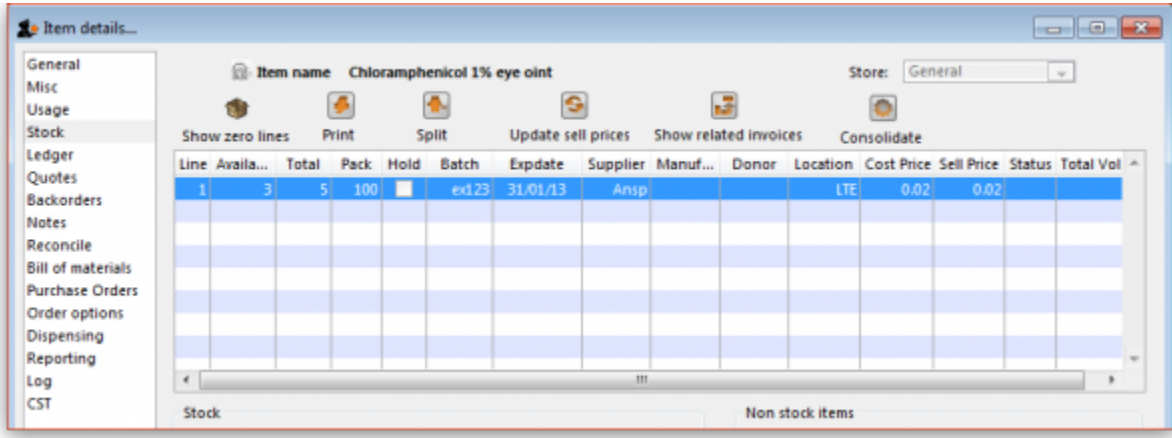 Item details...
General
Misc
Usage
Stock
Ledger
Quotes
Backorders
Notes
Reconcile
Bill of materials
Purchase Orders
Order options
Dispensing
Reporting
Log
CST
Item name Chloramphenicol 1% eye oint
Store: General
Show zero lines Print Split Update sell prices Show related invoices Consolidate
Line Availa... Total Pack Hold Batch Expdate Supplier Manuf... Donor Location Cost Price Sell Price Status Total Vol
1 3 5 100 ex123 31/01/13 Ansp LTE 0.02 0.02
Stock
Non stock items